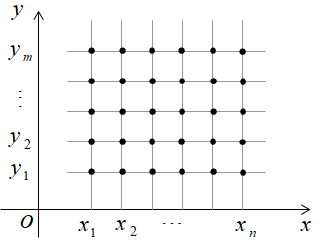 y
y_m
⋮
y_2
y_1
O x_1 x_2 ⋯ x_n x